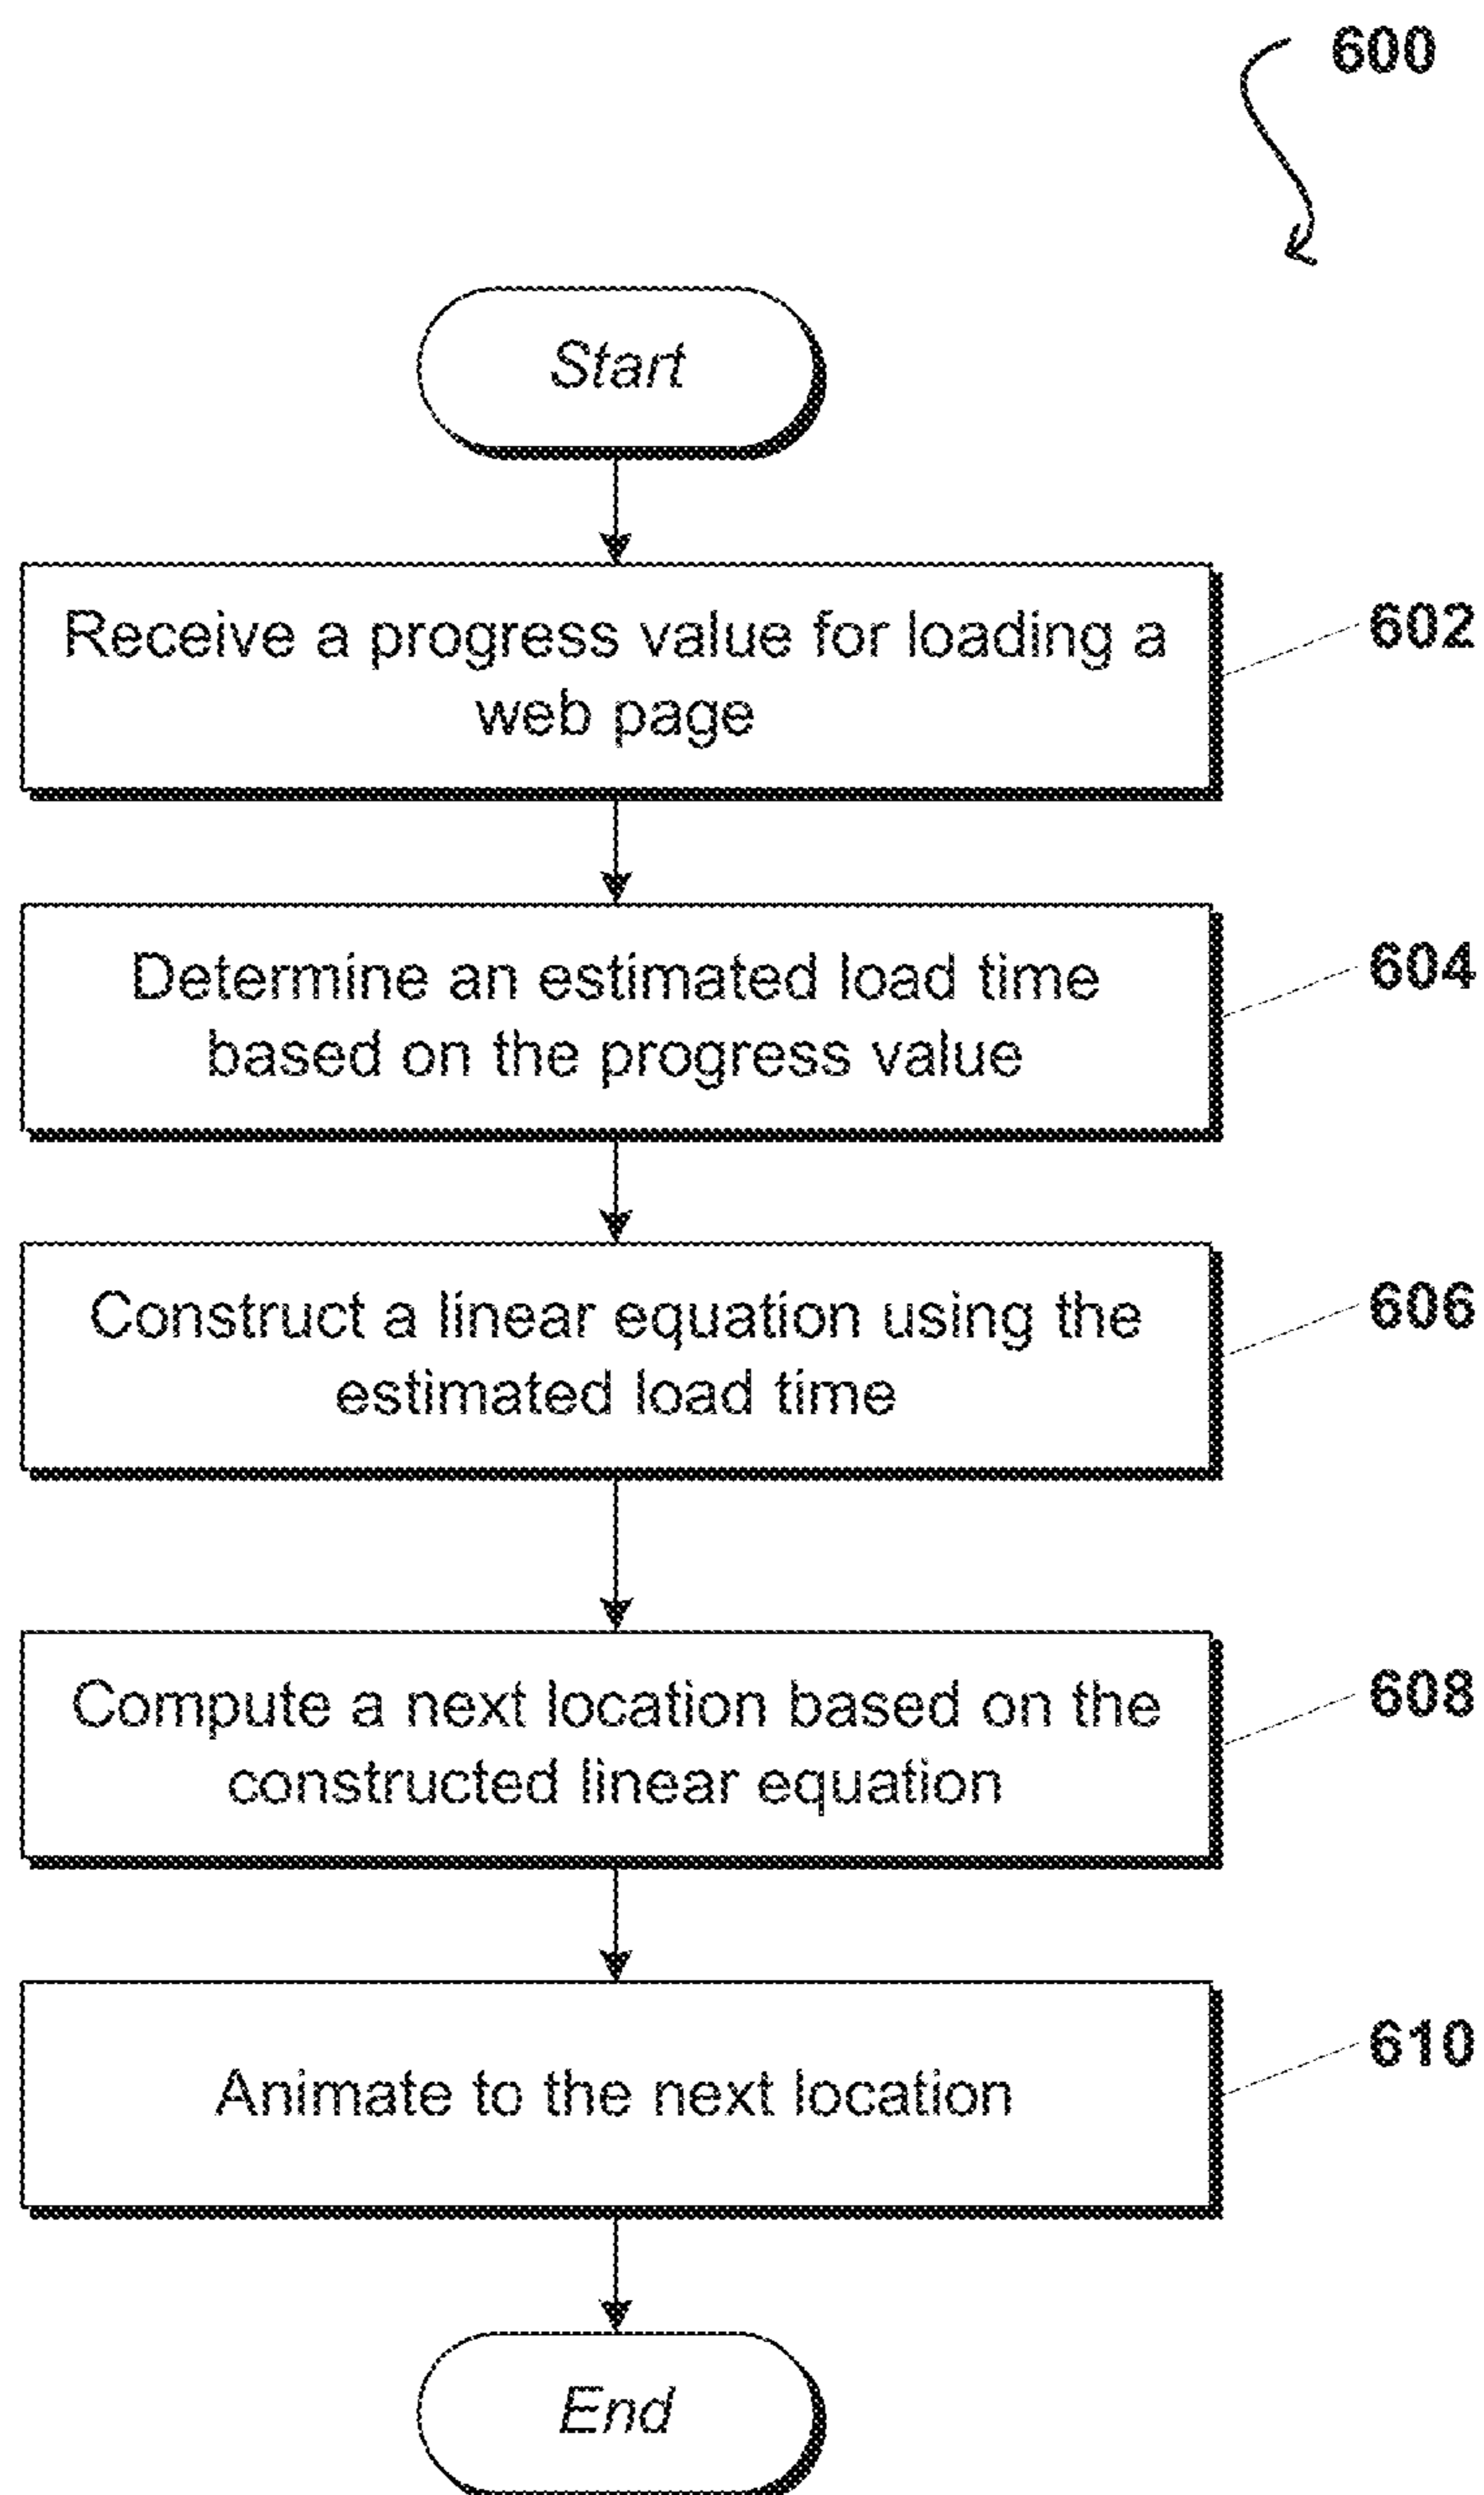 600
Start
Receive a progress value for loading a
web page
602
Determine an estimated load time
based on the progress value
604
Construct a linear equation using the
estimated load time
606
Compute a next location based on the
constructed linear equation
608
Animate to the next location
610
End